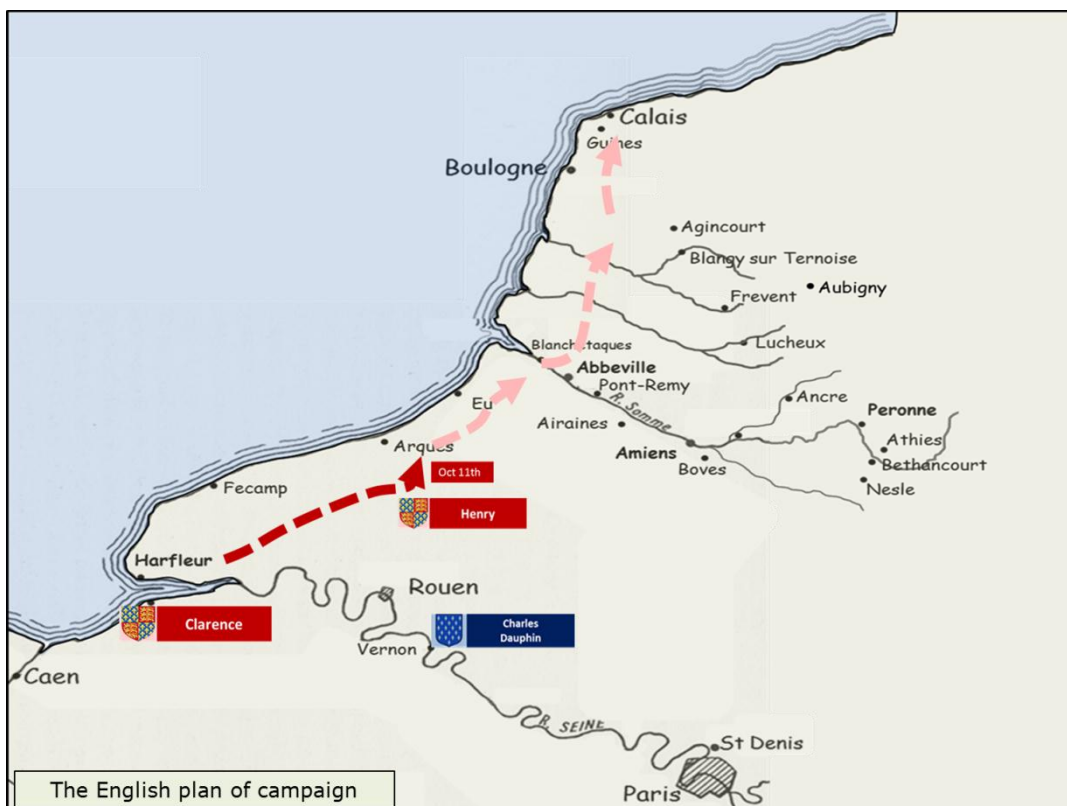 Calais
Guines
Boulogne
Agincourt
Blangy sur Ternoise
Aubigny
Frevent
Blanchetaques
Lucheux
Abbeville
Pont-Remy
Eu
R. Somme
Ancre
Airaines
Peronne
Arques
Amiens
Athies
Boves
Bethancourt
Oct 11th
Fecamp
Nesle
Henry
Harfleur
Rouen
Clarence
Charles
Dauphin
Vernon
Caen
R. SEINE
St Denis
The English plan of campaign
Paris